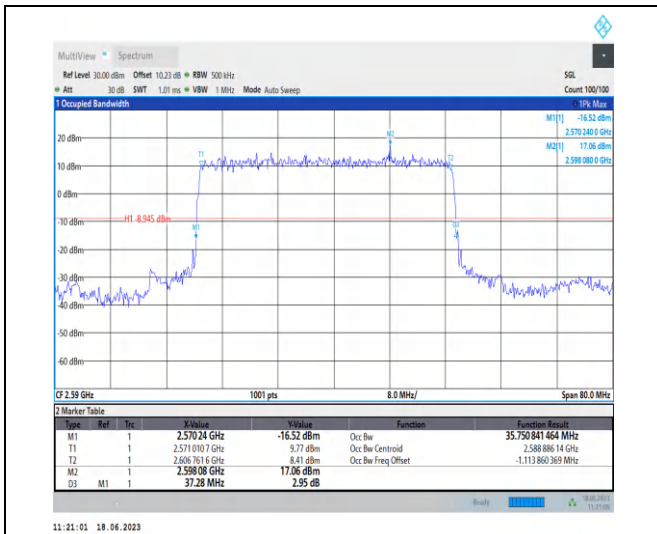 MultiView Spectrum
Ref Level 30.00 dBm Offset 10.23 dB RBW 500 kHz SGL
Att 30 dB SWT 1.01 ms VBW 1 MHz Mode Auto Sweep Count 100/100
1 Occupied Bandwidth 1Pk Max
M1[1] -16.52 dBm
2.570 240 0 GHz
M2[1] 17.06 dBm
2.598 080 0 GHz
20 dBm
M2
T1
T2
10 dBm
0 dBm
H1 -8.945 dBm
-10 dBm
M1
D3
-20 dBm
-30 dBm
-40 dBm
-50 dBm
-60 dBm
CF 2.59 GHz 1001 pts 8.0 MHz/ Span 80.0 MHz
2 Marker Table
Type Ref Trc X-Value Y-Value Function Function Result
M1 1 2.57024 GHz -16.52 dBm Occ Bw 35.750 841 464 MHz
T1 1 2.571 010 7 GHz 9.77 dBm Occ Bw Centroid 2.588 886 14 GHz
T2 1 2.606 761 6 GHz 8.41 dBm Occ Bw Freq Offset -1.113 860 369 MHz
M2 1 2.598 08 GHz 17.06 dBm
D3 M1 1 37.28 MHz 2.95 dB
Ready 18.06.2023
11:21:00
11:21:01 18.06.2023